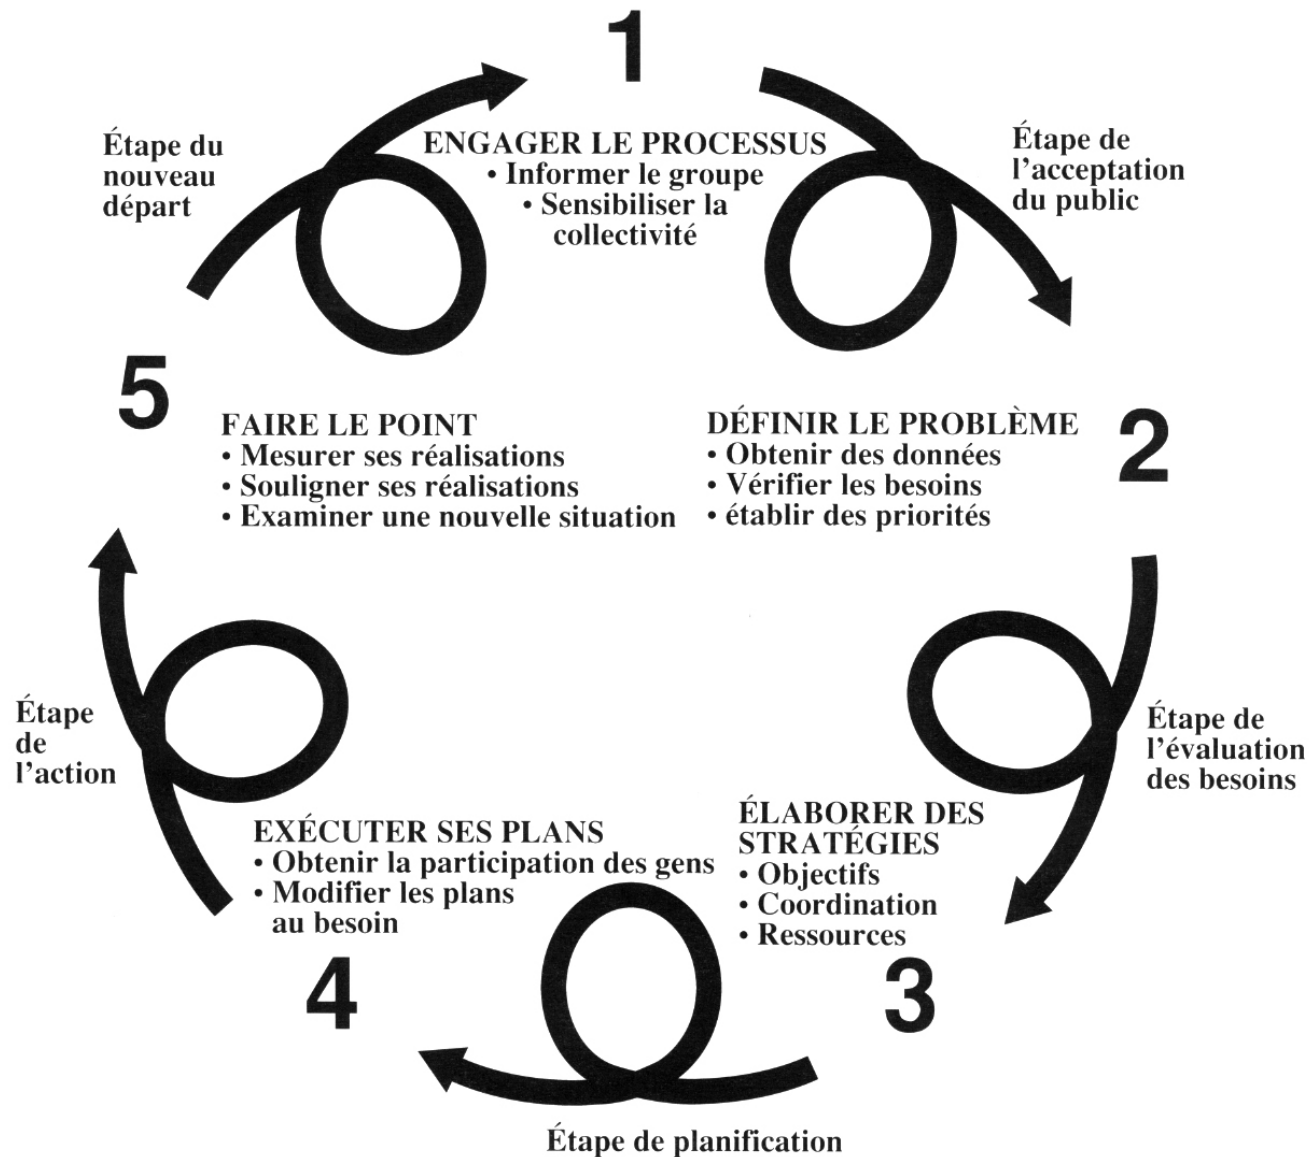 1
ENGAGER LE PROCESSUS
• Informer le groupe
• Sensibiliser la
collectivité
Étape de
l'acceptation
du public
2
DÉFINIR LE PROBLÈME
• Obtenir des données
• Vérifier les besoins
• établir des priorités
Étape de
l'évaluation
des besoins
3
ÉLABORER DES
STRATÉGIES
• Objectifs
• Coordination
• Ressources
Étape de planification
4
EXÉCUTER SES PLANS
• Obtenir la participation des gens
• Modifier les plans
au besoin
Étape
de
l'action
5
FAIRE LE POINT
• Mesurer ses réalisations
• Souligner ses réalisations
• Examiner une nouvelle situation
Étape du
nouveau
départ